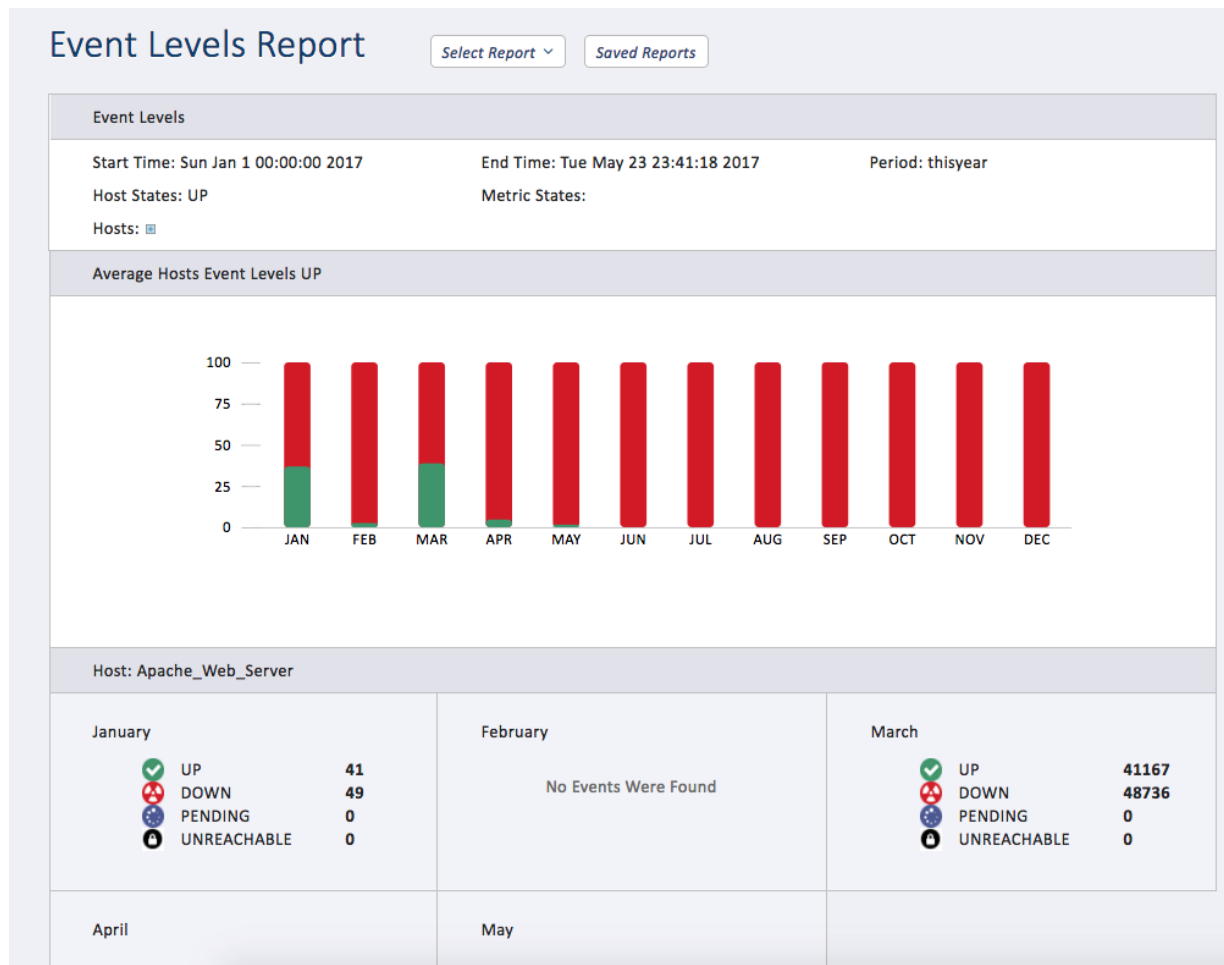 Event Levels Report
Select Report
Saved Reports
Event Levels
Start Time: Sun Jan 1 00:00:00 2017
End Time: Tue May 23 23:41:18 2017
Period: thisyear
Host States: UP
Metric States:
Hosts:
Average Hosts Event Levels UP
100
75
50
25
0
JAN FEB MAR APR MAY JUN JUL AUG SEP OCT NOV DEC
Host: Apache_Web_Server
January
UP 41
DOWN 49
PENDING 0
UNREACHABLE 0
February
No Events Were Found
March
UP 41167
DOWN 48736
PENDING 0
UNREACHABLE 0
April
May